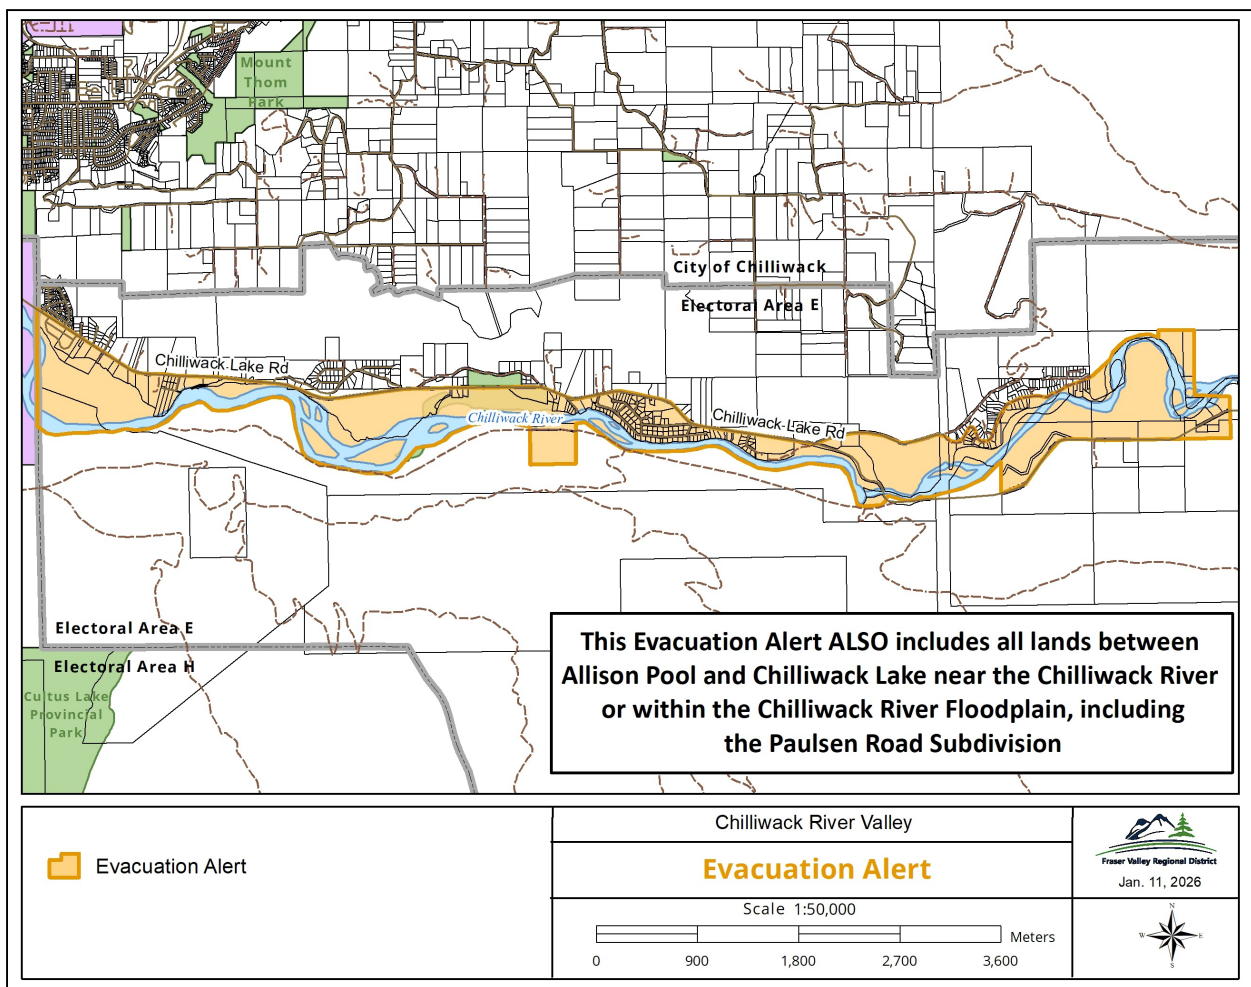 Mount
Thom
Park
City of Chilliwack
Electoral Area E
Chilliwack Lake Rd
Chilliwack River
Chilliwack Lake Rd
Electoral Area E
Electoral Area H
Cultus Lake
Provincial
Park
This Evacuation Alert ALSO includes all lands between
Allison Pool and Chilliwack Lake near the Chilliwack River
or within the Chilliwack River Floodplain, including
the Paulsen Road Subdivision
Evacuation Alert
Chilliwack River Valley
Evacuation Alert
Scale 1:50,000
Meters
0 900 1,800 2,700 3,600
Fraser Valley Regional District
Jan. 11, 2026
N
W E
S